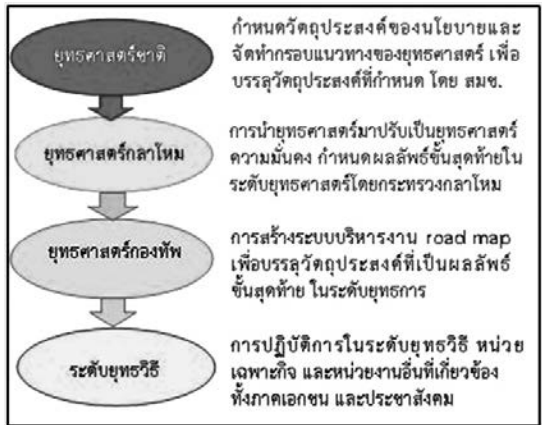 ยุทธศาสตร์ชาติ
กำหนดวัตถุประสงค์ของนโยบายและ
จัดทำกรอบแนวทางของยุทธศาสตร์ เพื่อ
บรรลุวัตถุประสงค์ที่กำหนด โดย สมช.
ยุทธศาสตร์กลาโหม
การนำยุทธศาสตร์มาปรับเป็นยุทธศาสตร์
ความมั่นคง กำหนดผลลัพธ์ขั้นสุดท้ายใน
ระดับยุทธศาสตร์โดยกระทรวงกลาโหม
ยุทธศาสตร์กองทัพ
การสร้างระบบบริหารงาน road map
เพื่อบรรลุวัตถุประสงค์ที่เป็นผลลัพธ์
ขั้นสุดท้าย ในระดับยุทธการ
ระดับยุทธวิธี
การปฏิบัติการในระดับยุทธวิธี หน่วย
เฉพาะกิจ และหน่วยงานอื่นที่เกี่ยวข้อง
ทั้งภาคเอกชน และประชาสังคม